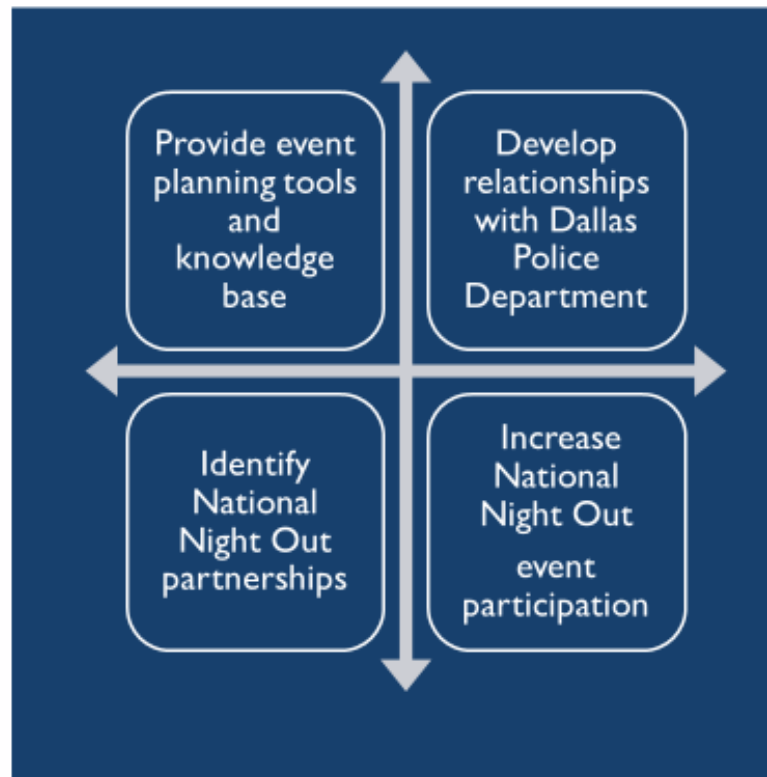 Provide event
planning tools
and
knowledge
base
Develop
relationships
with Dallas
Police
Department
Identify
National
Night Out
partnerships
Increase
National
Night Out
event
participation